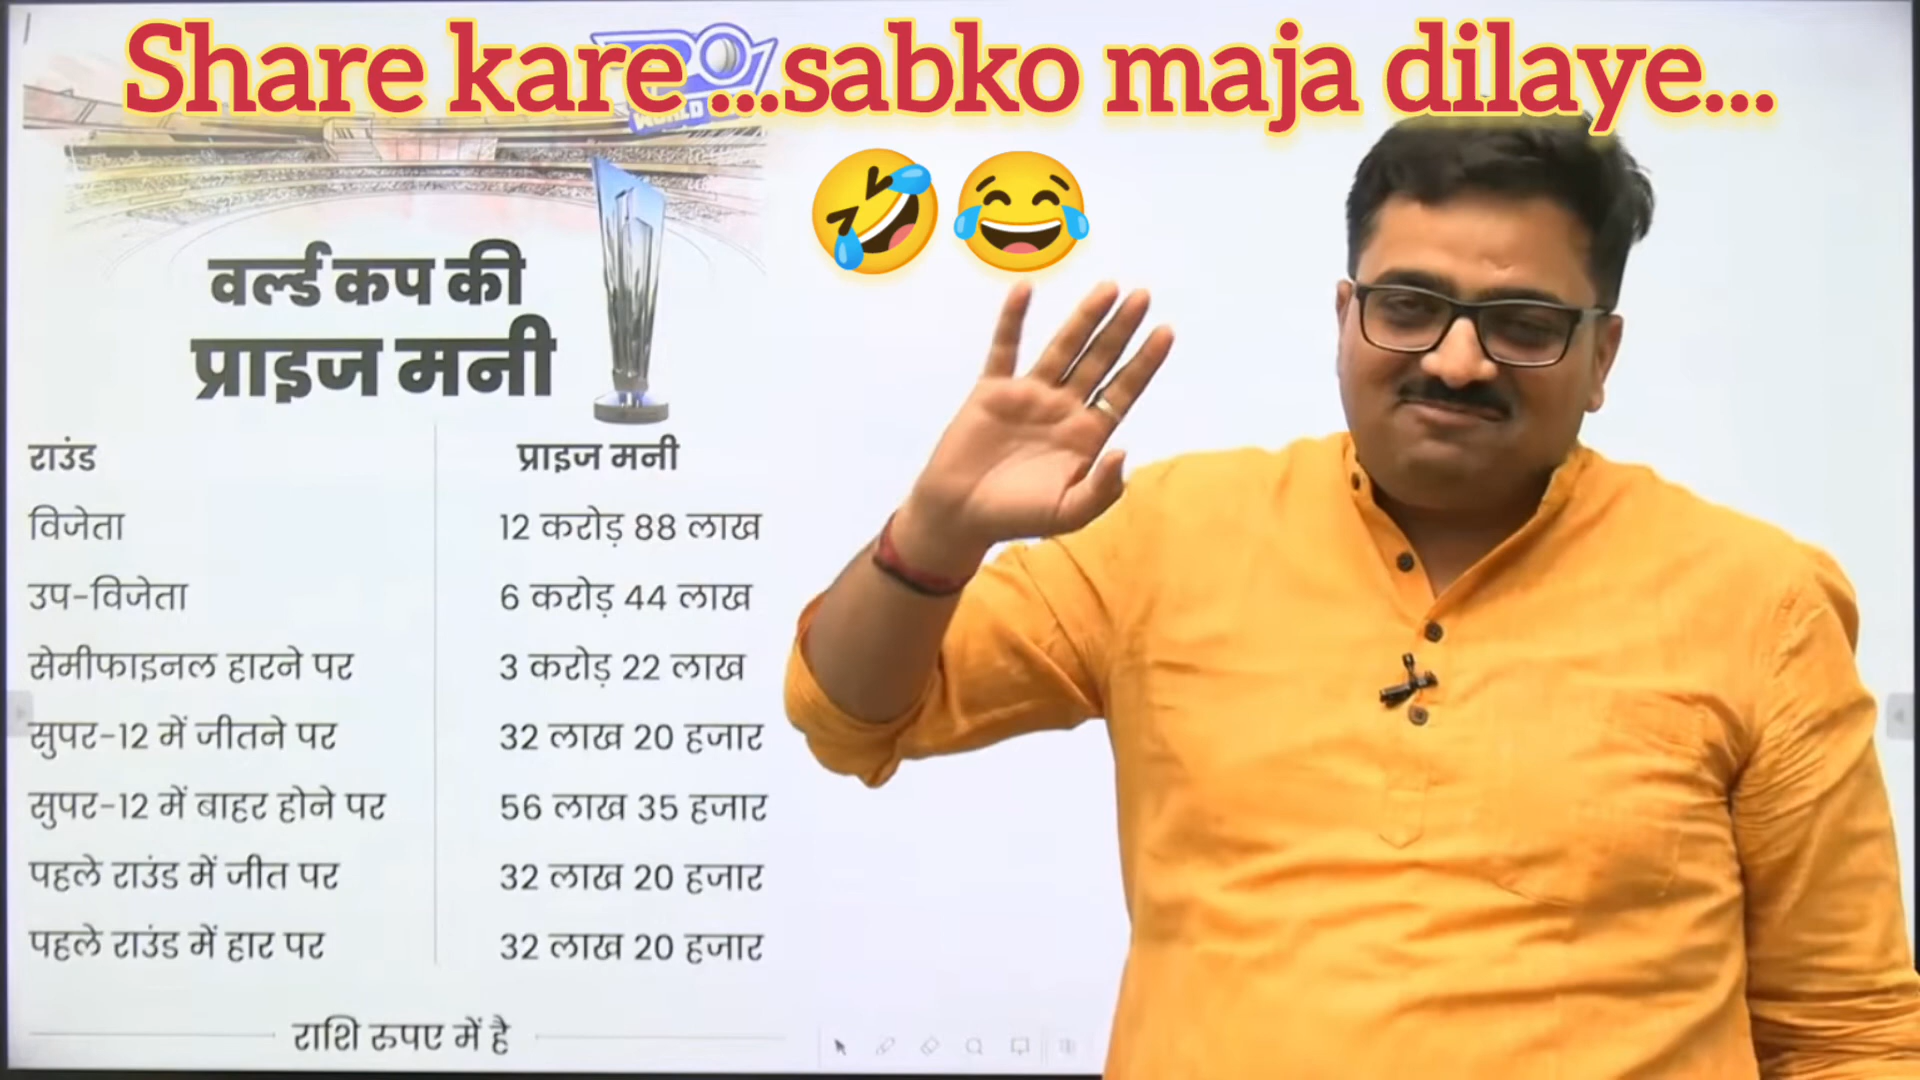 Share kare ...sabko maja dilaye...
🤣😂
WORLD
वर्ल्ड कप की
प्राइज मनी
राउंड प्राइज मनी
विजेता 12 करोड़ 88 लाख
उप-विजेता 6 करोड़ 44 लाख
सेमीफाइनल हारने पर 3 करोड़ 22 लाख
सुपर-12 में जीतने पर 32 लाख 20 हजार
सुपर-12 में बाहर होने पर 56 लाख 35 हजार
पहले राउंड में जीत पर 32 लाख 20 हजार
पहले राउंड में हार पर 32 लाख 20 हजार
राशि रुपए में है